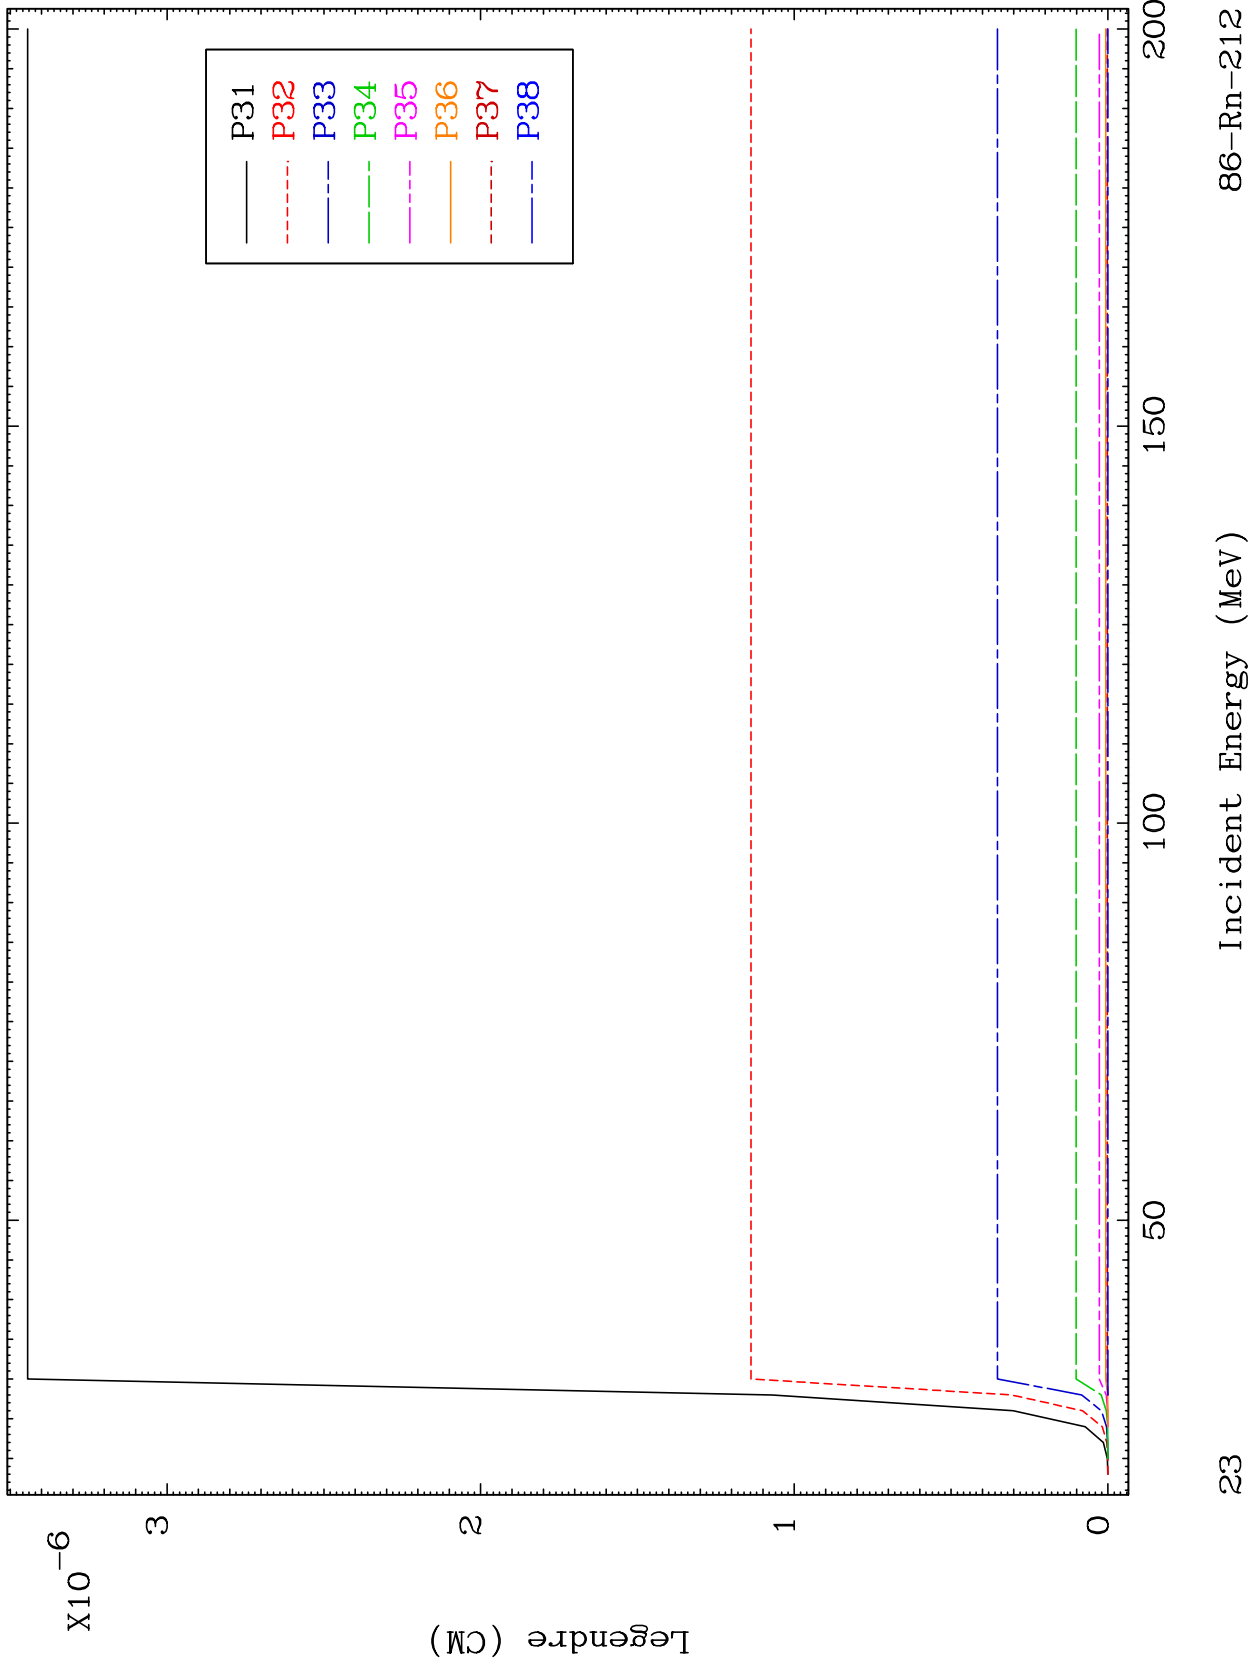 X10-6
3
2
1
0
Legendre (CM)
P31
P32
P33
P34
P35
P36
P37
P38
50
100
150
200
Incident Energy (MeV)
23
86-Rn-212